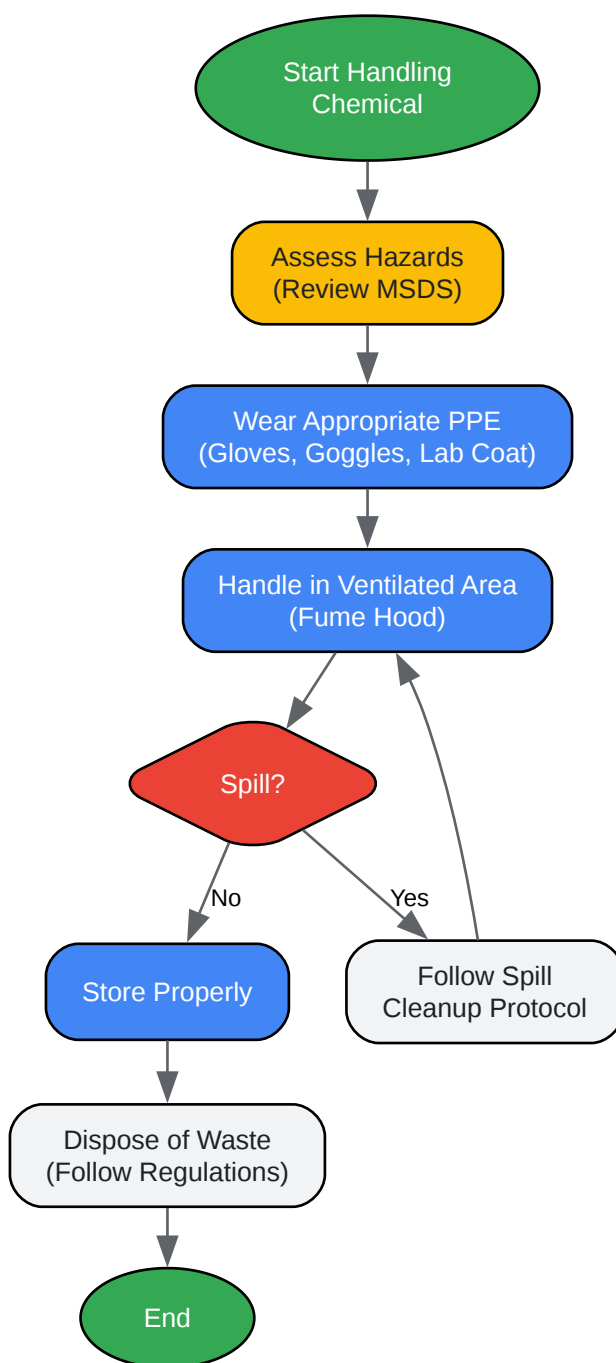 Start Handling
Chemical
Assess Hazards
(Review MSDS)
Wear Appropriate PPE
(Gloves, Goggles, Lab Coat)
Handle in Ventilated Area
(Fume Hood)
Spill?
No
Yes
Store Properly
Follow Spill
Cleanup Protocol
Dispose of Waste
(Follow Regulations)
End